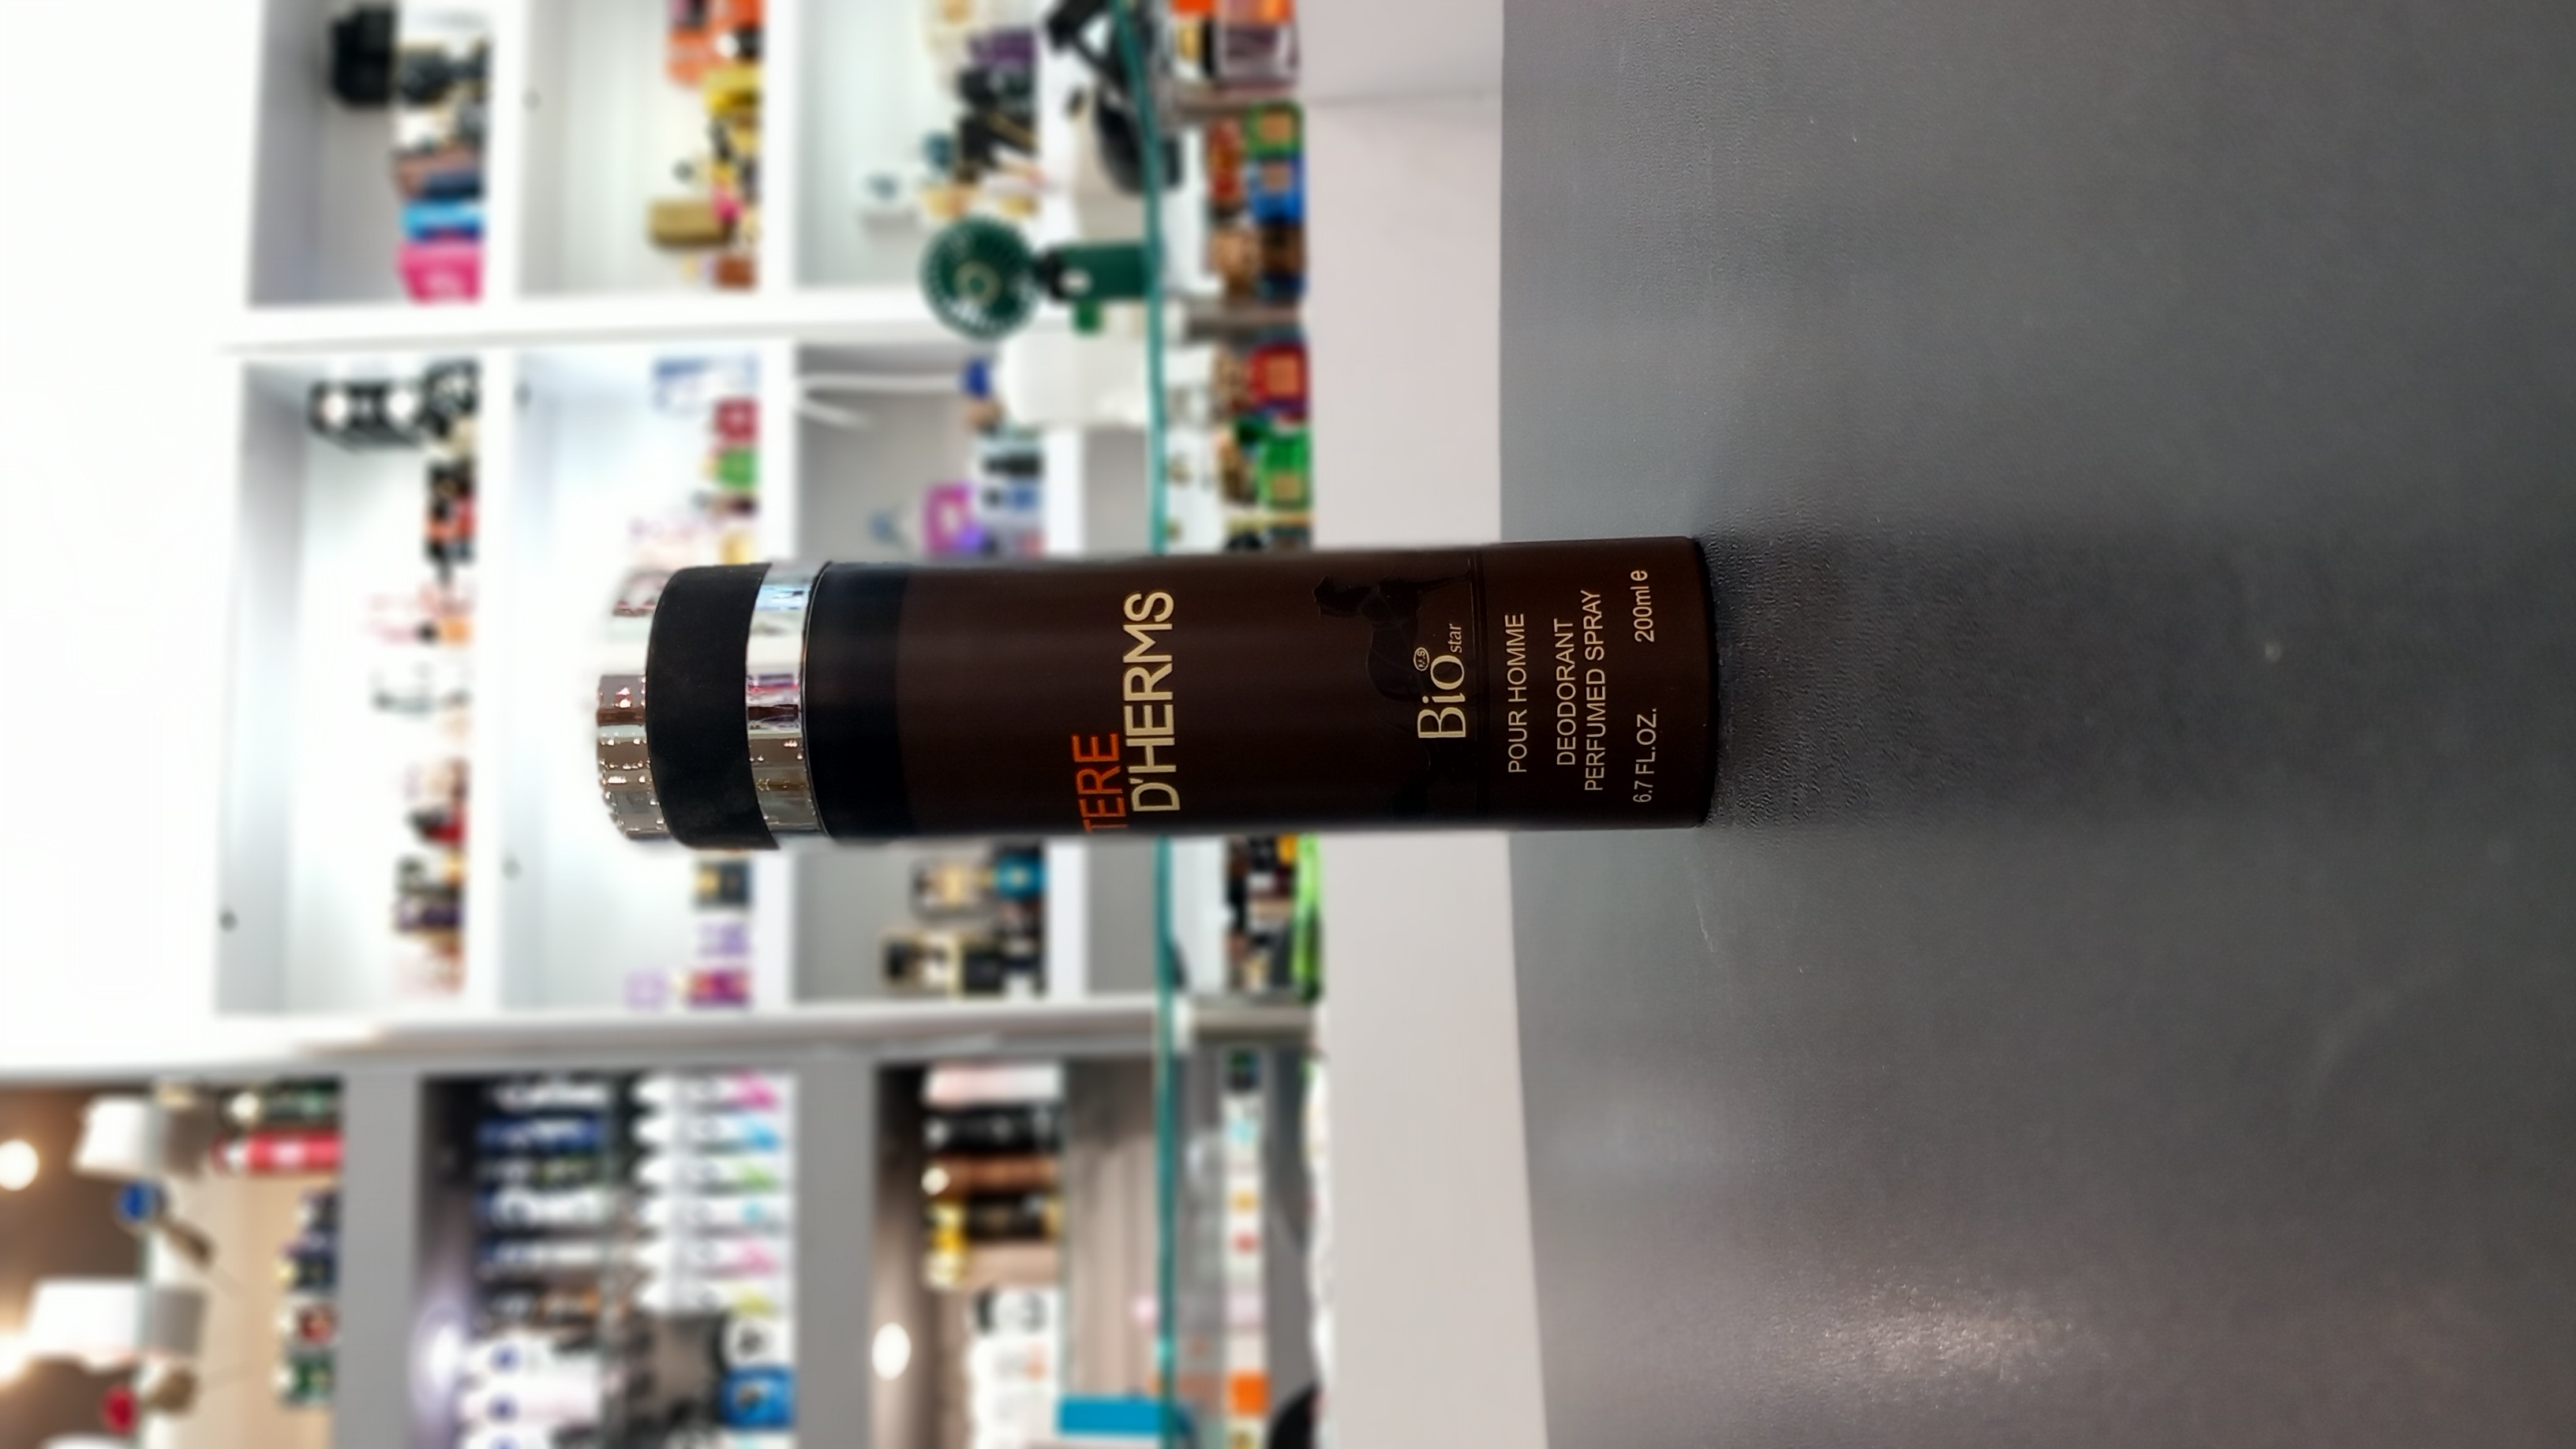 TERE
D'HERMS
Bio star
U.S
POUR HOMME
DEODORANT
PERFUMED SPRAY
6.7 FL.OZ. 200ml e